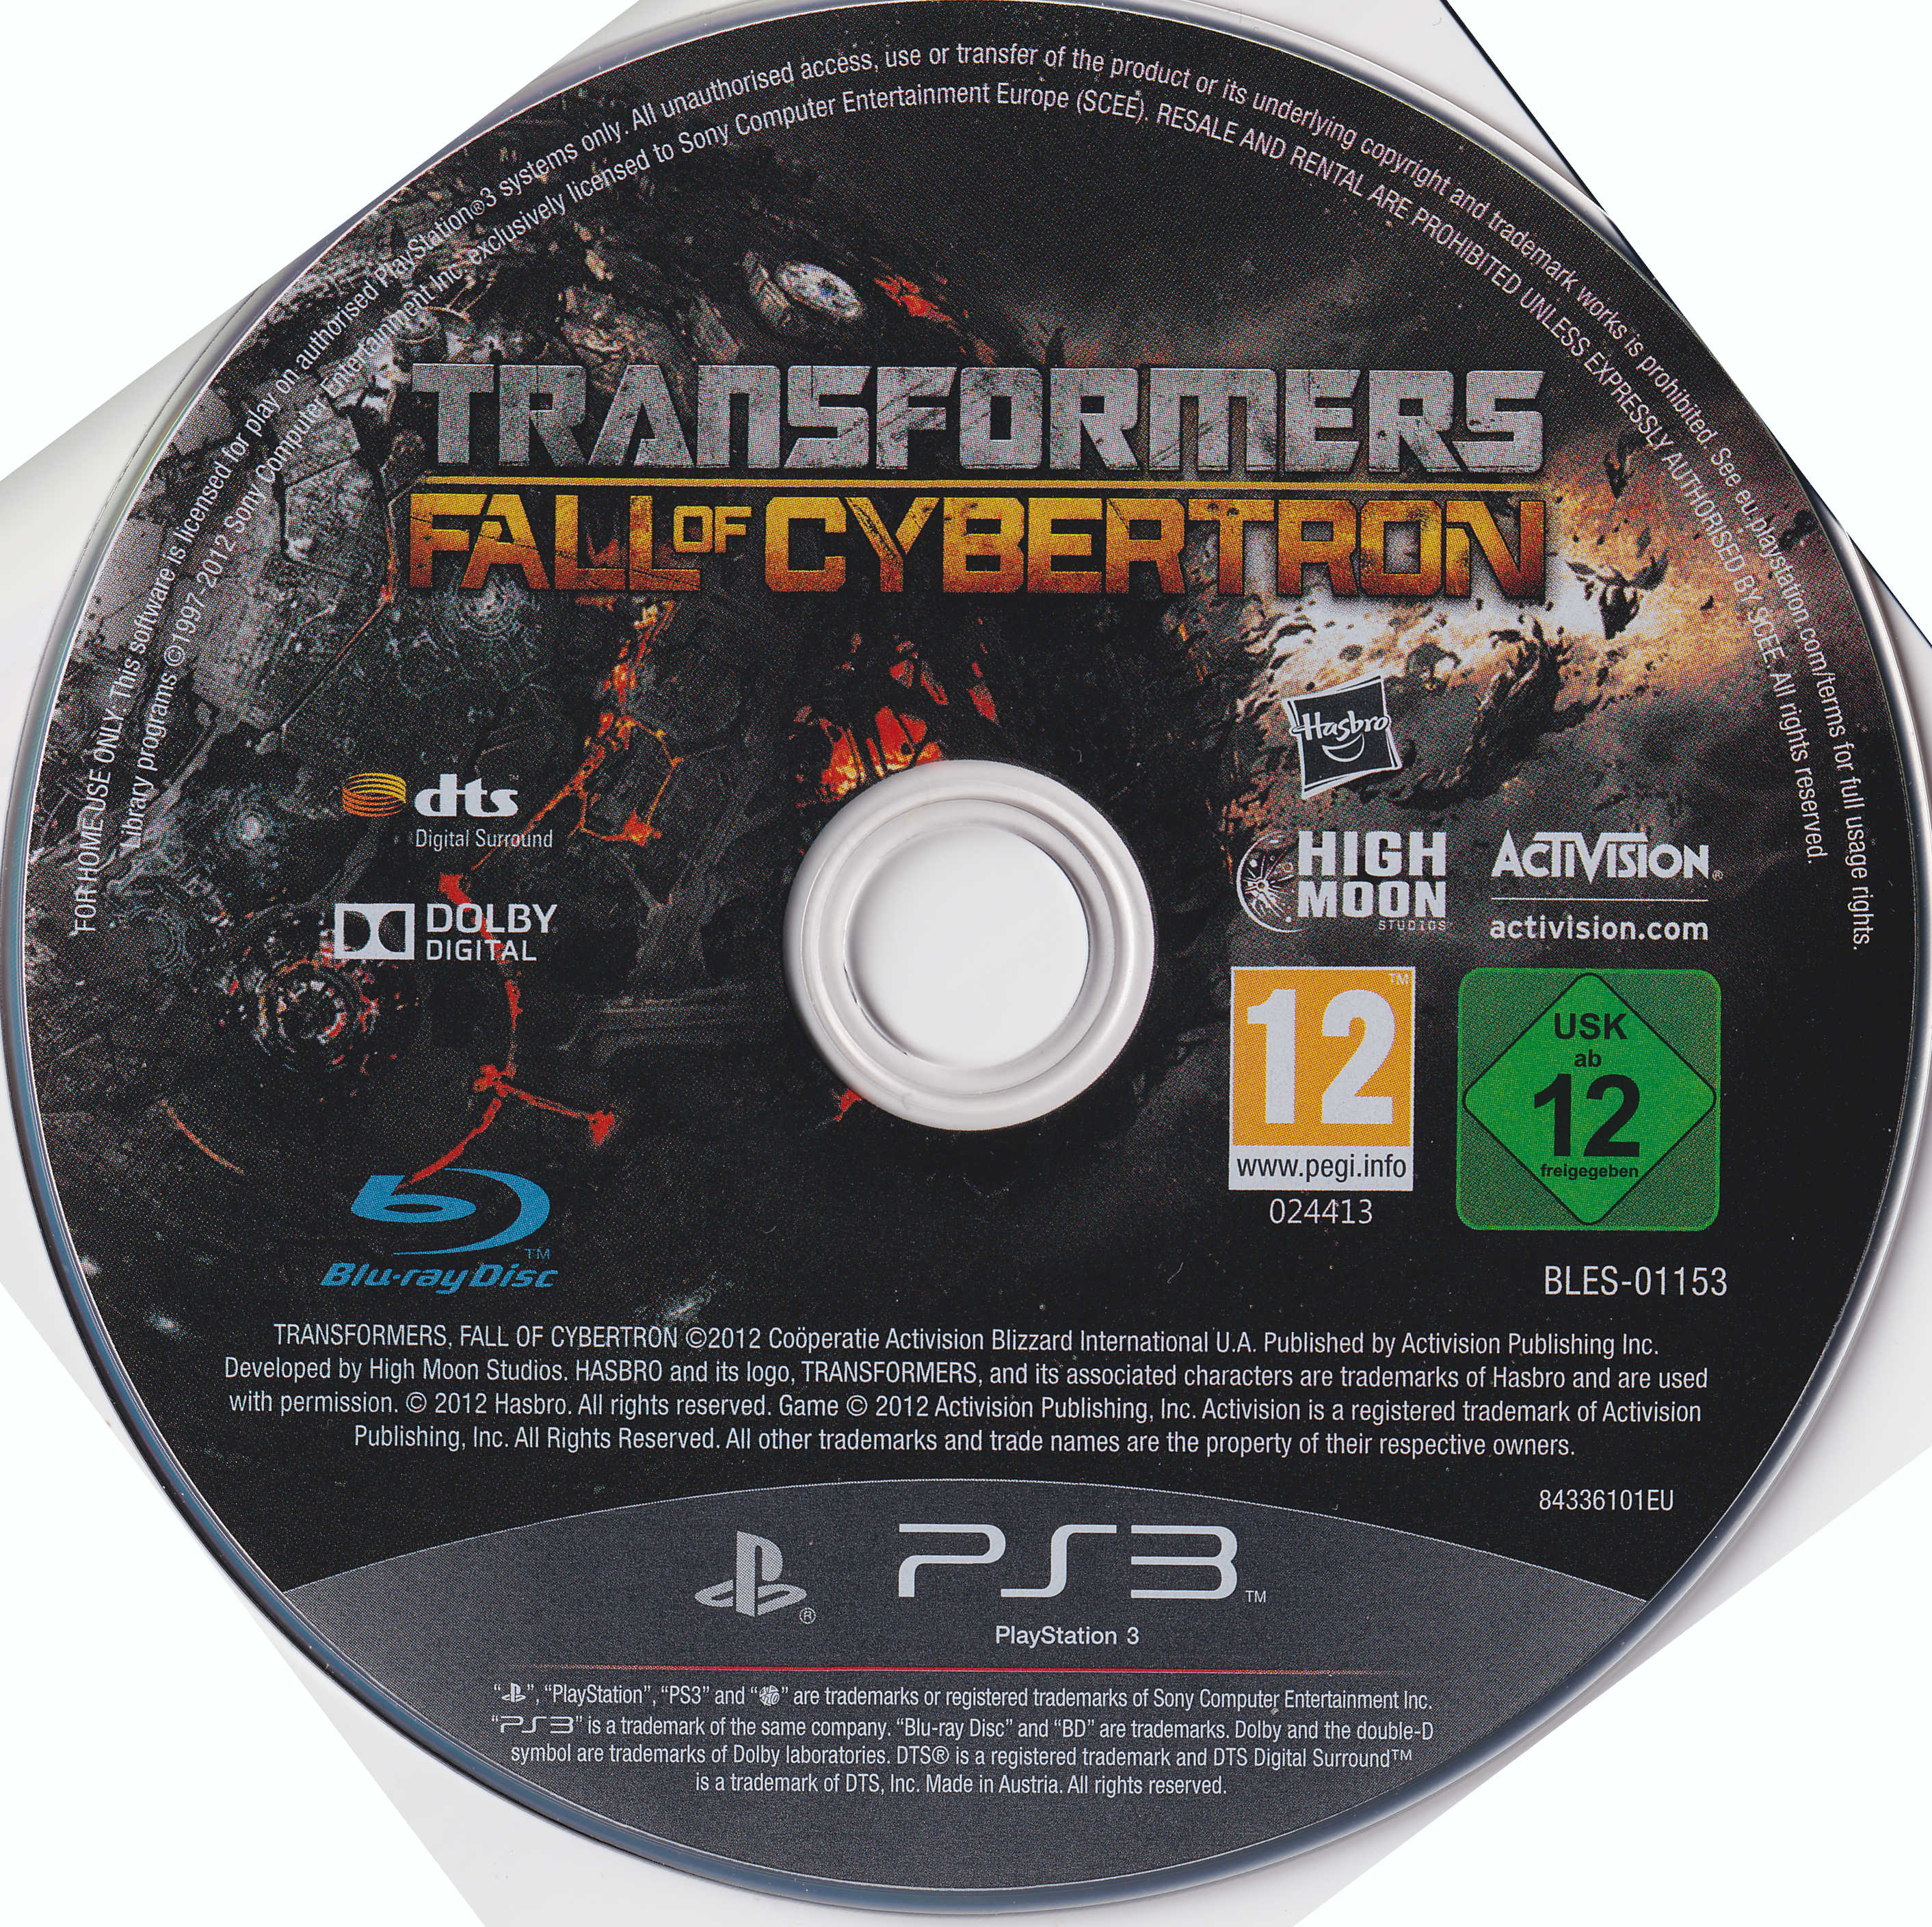 FOR HOME USE ONLY. This software is licensed for play on authorised PlayStation®3 systems only. All unauthorised access, use or transfer of the product or its underlying copyright and trademark works is prohibited. See eu.playstation.com/terms for full usage rights.
Library programs ©1997-2012 Sony Computer Entertainment Inc. exclusively licensed to Sony Computer Entertainment Europe (SCEE). RESALE AND RENTAL ARE PROHIBITED UNLESS EXPRESSLY AUTHORISED BY SCEE. All rights reserved.
TRANSFORMERS
FALL OF CYBERTRON
Hasbro
dts
Digital Surround
DOLBY
DIGITAL
HIGH
MOON
STUDIOS
ACTIVISION®
activision.com
12™
www.pegi.info
024413
USK
ab
12
freigegeben
Blu-ray Disc™
BLES-01153
TRANSFORMERS, FALL OF CYBERTRON ©2012 Coöperatie Activision Blizzard International U.A. Published by Activision Publishing Inc.
Developed by High Moon Studios. HASBRO and its logo, TRANSFORMERS, and its associated characters are trademarks of Hasbro and are used
with permission. © 2012 Hasbro. All rights reserved. Game © 2012 Activision Publishing, Inc. Activision is a registered trademark of Activision
Publishing, Inc. All Rights Reserved. All other trademarks and trade names are the property of their respective owners.
84336101EU
® PS3™
PlayStation 3
“ ”, “PlayStation”, “PS3” and “ ” are trademarks or registered trademarks of Sony Computer Entertainment Inc.
“PS3” is a trademark of the same company. “Blu-ray Disc” and “BD” are trademarks. Dolby and the double-D
symbol are trademarks of Dolby laboratories. DTS® is a registered trademark and DTS Digital Surround™
is a trademark of DTS, Inc. Made in Austria. All rights reserved.